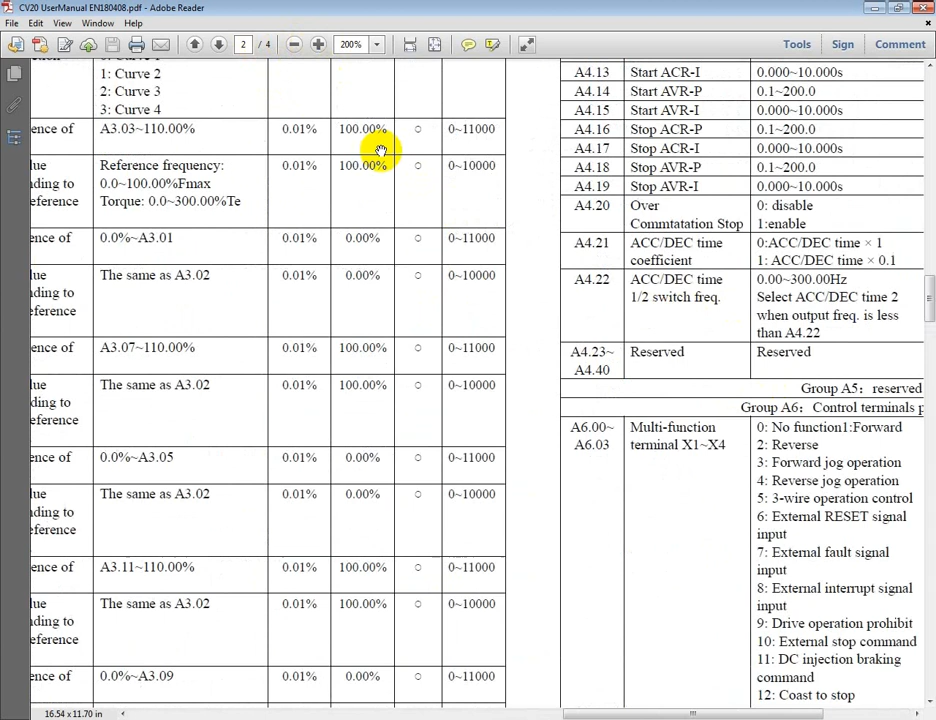 CV20 UserManual EN180408.pdf - Adobe Reader
File Edit View Window Help
2 / 4 200% Tools Sign Comment
1: Curve 2
2: Curve 3
3: Curve 4
ence of A3.03~110.00% 0.01% 100.00% ○ 0~11000
lue Reference frequency: 0.01% 100.00% ○ 0~10000
nding to 0.0~100.00%Fmax
eference Torque: 0.0~300.00%Te
ence of 0.0%~A3.01 0.01% 0.00% ○ 0~11000
lue The same as A3.02 0.01% 0.00% ○ 0~10000
nding to
eference
ence of A3.07~110.00% 0.01% 100.00% ○ 0~11000
lue The same as A3.02 0.01% 100.00% ○ 0~10000
ding to
eference
ence of 0.0%~A3.05 0.01% 0.00% ○ 0~11000
lue The same as A3.02 0.01% 0.00% ○ 0~10000
nding to
eference
ence of A3.11~110.00% 0.01% 100.00% ○ 0~11000
lue The same as A3.02 0.01% 100.00% ○ 0~10000
nding to
eference
ence of 0.0%~A3.09 0.01% 0.00% ○ 0~11000
A4.13 Start ACR-I 0.000~10.000s
A4.14 Start AVR-P 0.1~200.0
A4.15 Start AVR-I 0.000~10.000s
A4.16 Stop ACR-P 0.1~200.0
A4.17 Stop ACR-I 0.000~10.000s
A4.18 Stop AVR-P 0.1~200.0
A4.19 Stop AVR-I 0.000~10.000s
A4.20 Over 0: disable
Commtatation Stop 1:enable
A4.21 ACC/DEC time 0:ACC/DEC time × 1
coefficient 1: ACC/DEC time × 0.1
A4.22 ACC/DEC time 0.00~300.00Hz
1/2 switch freq. Select ACC/DEC time 2
when output freq. is less
than A4.22
A4.23~ Reserved Reserved
A4.40
Group A5：reserved
Group A6：Control terminals p
A6.00~ Multi-function 0: No function1:Forward
A6.03 terminal X1~X4 2: Reverse
3: Forward jog operation
4: Reverse jog operation
5: 3-wire operation control
6: External RESET signal
input
7: External fault signal
input
8: External interrupt signal
input
9: Drive operation prohibit
10: External stop command
11: DC injection braking
command
12: Coast to stop
16.54 x 11.70 in